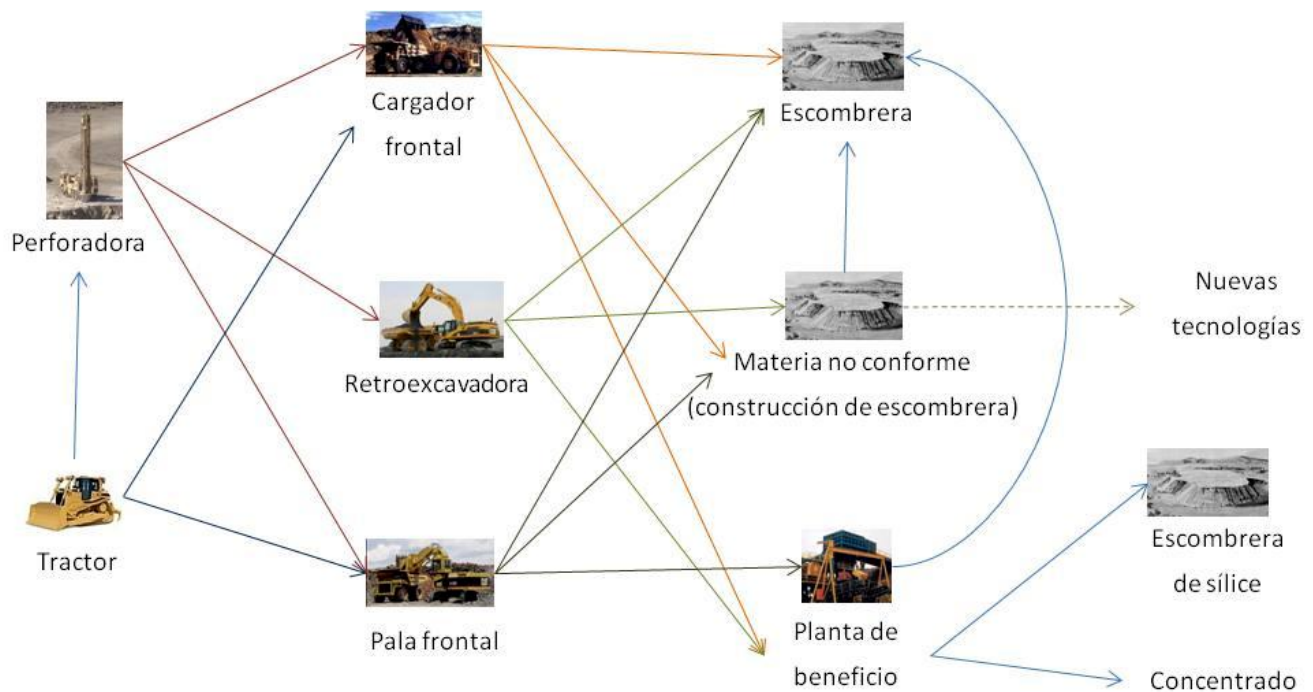 Cargador
frontal
Escombrera
Perforadora
Nuevas
tecnologías
Retroexcavadora
Materia no conforme
(construcción de escombrera)
Tractor
Escombrera
de sílice
Pala frontal
Planta de
beneficio
Concentrado